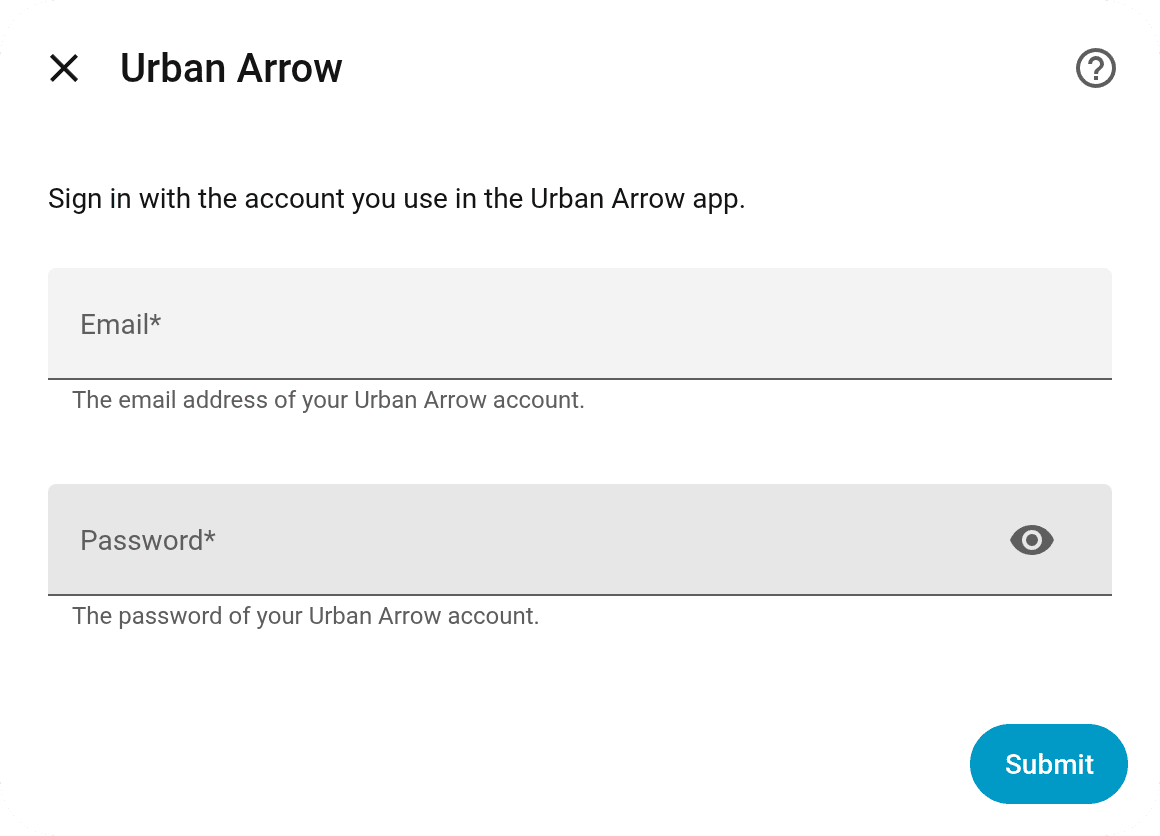 Urban Arrow
Sign in with the account you use in the Urban Arrow app.
Email*
The email address of your Urban Arrow account.
Password*
The password of your Urban Arrow account.
Submit